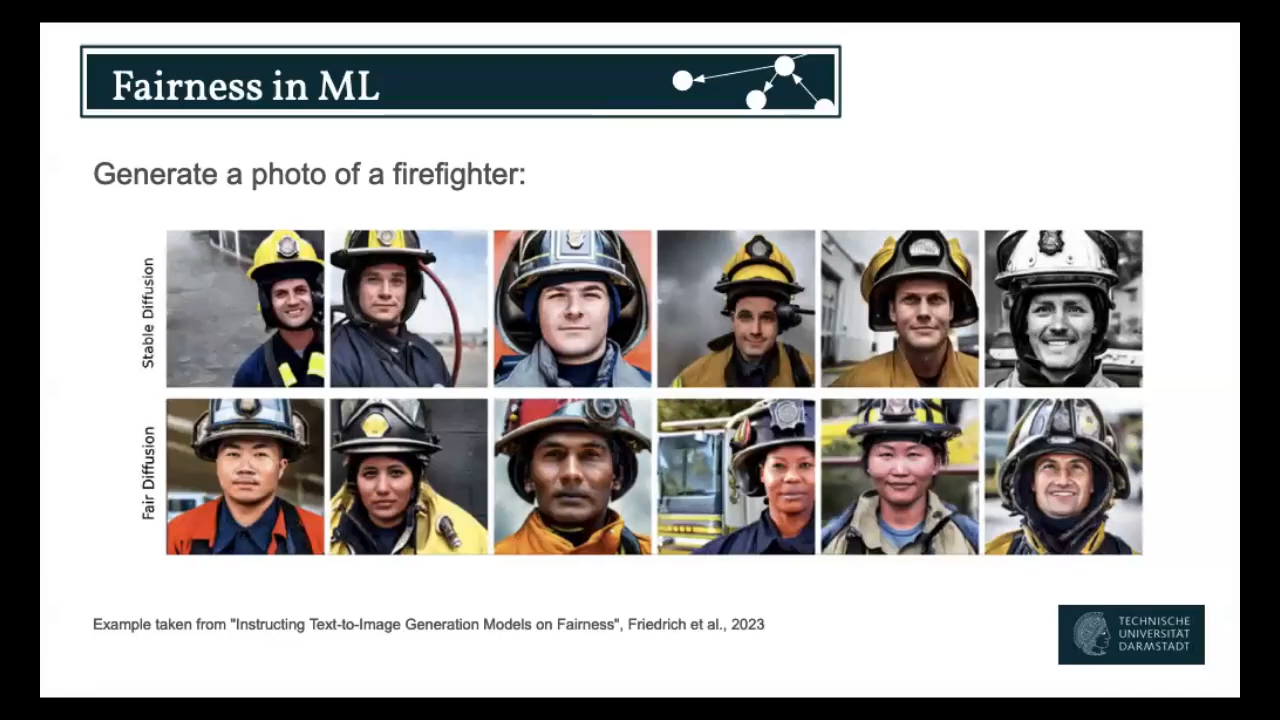 Fairness in ML
Generate a photo of a firefighter:
Stable Diffusion
Fair Diffusion
Example taken from "Instructing Text-to-Image Generation Models on Fairness", Friedrich et al., 2023
TECHNISCHE
UNIVERSITÄT
DARMSTADT